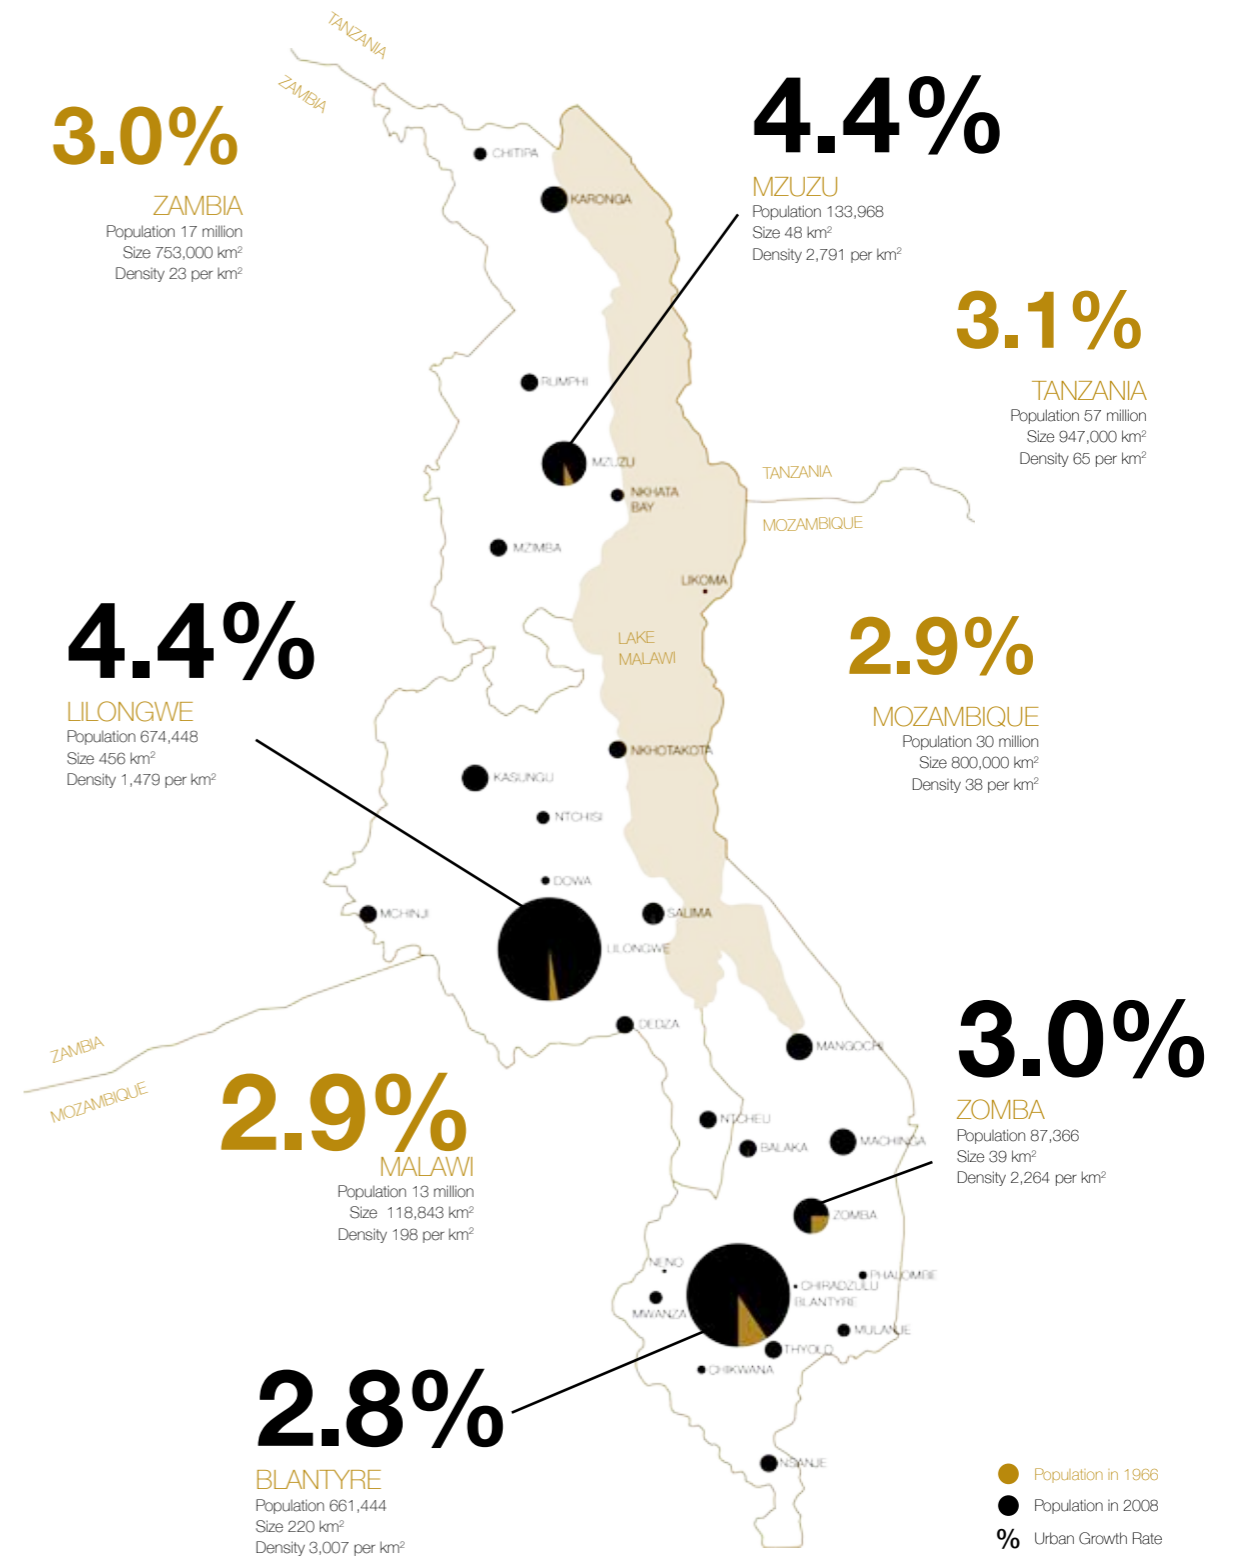 TANZANIA
ZAMBIA
3.0%
ZAMBIA
Population 17 million
Size 753,000 km²
Density 23 per km²
4.4%
MZUZU
Population 133,968
Size 48 km²
Density 2,791 per km²
CHITIPA
KARONGA
3.1%
TANZANIA
Population 57 million
Size 947,000 km²
Density 65 per km²
RUMPHI
MZUZU
NKHATA
BAY
TANZANIA
MOZAMBIQUE
MZIMBA
LIKOMA
LAKE
MALAWI
4.4%
LILONGWE
Population 674,448
Size 456 km²
Density 1,479 per km²
2.9%
MOZAMBIQUE
Population 30 million
Size 800,000 km²
Density 38 per km²
NKHOTAKOTA
KASUNGU
NTCHISI
DOWA
MCHINJI
SALIMA
LILONGWE
DEDZA
ZAMBIA
MOZAMBIQUE
MANGOCHI
3.0%
ZOMBA
Population 87,366
Size 39 km²
Density 2,264 per km²
2.9%
MALAWI
Population 13 million
Size 118,843 km²
Density 198 per km²
NTCHEU
BALAKA
MACHINGA
ZOMBA
NENO
PHALOMBE
CHIRADZULU
BLANTYRE
MWANZA
MULANJE
THYOLO
CHIKWANA
2.8%
BLANTYRE
Population 661,444
Size 220 km²
Density 3,007 per km²
NSANJE
Population in 1966
Population in 2008
% Urban Growth Rate